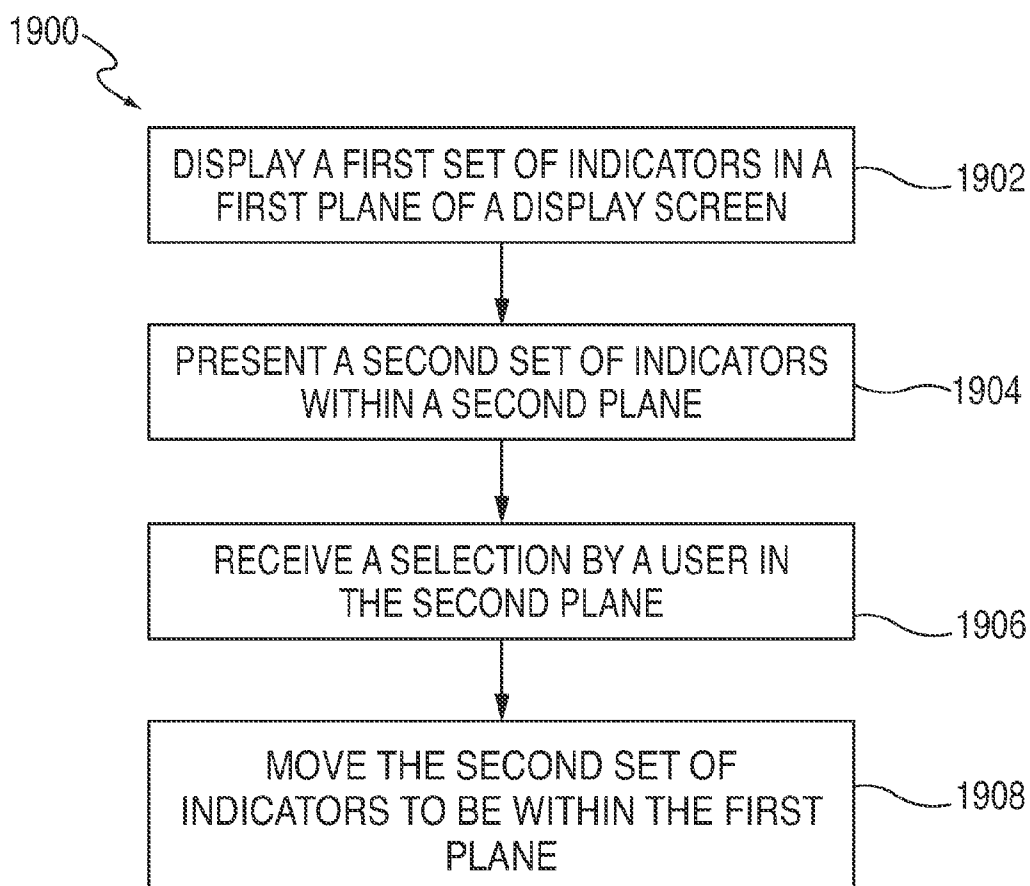 1900
DISPLAY A FIRST SET OF INDICATORS IN A
FIRST PLANE OF A DISPLAY SCREEN
1902
PRESENT A SECOND SET OF INDICATORS
WITHIN A SECOND PLANE
1904
RECEIVE A SELECTION BY A USER IN
THE SECOND PLANE
1906
MOVE THE SECOND SET OF
INDICATORS TO BE WITHIN THE FIRST
PLANE
1908